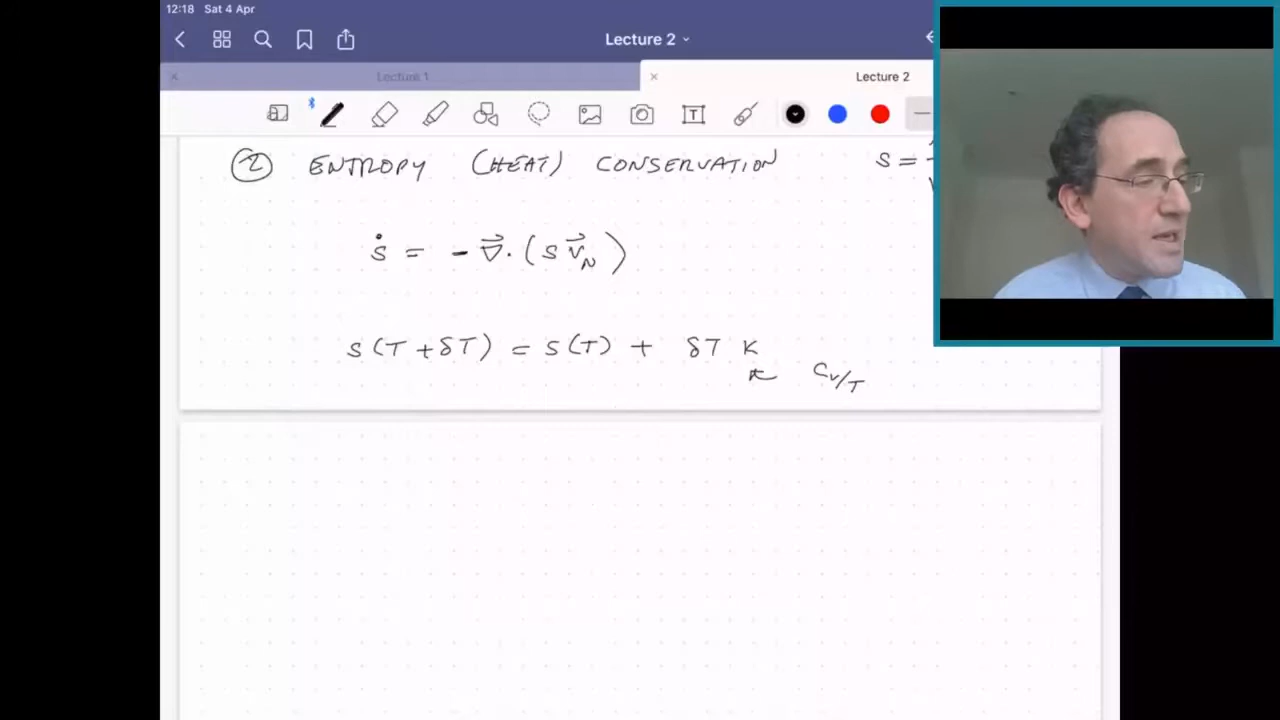 12:18 Sat 4 Apr
Lecture 2
Lecture 1
Lecture 2
② ENTROPY (HEAT) CONSERVATION s =
ṡ = - ∇⃗ · ( s v⃗_N )
s (T + δT) = s(T) + δT K
C_V/T